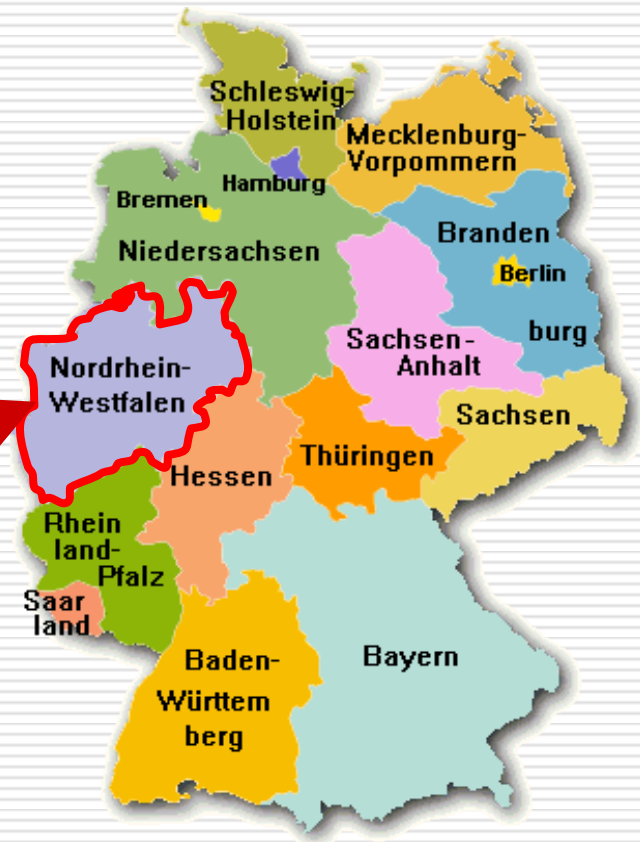 Schleswig-
Holstein
Mecklenburg-
Vorpommern
Hamburg
Bremen
Niedersachsen
Branden
Berlin
burg
Sachsen-
Anhalt
Nordrhein-
Westfalen
Sachsen
Thüringen
Hessen
Rhein
land-
Pfalz
Saar
land
Baden-
Württem
berg
Bayern